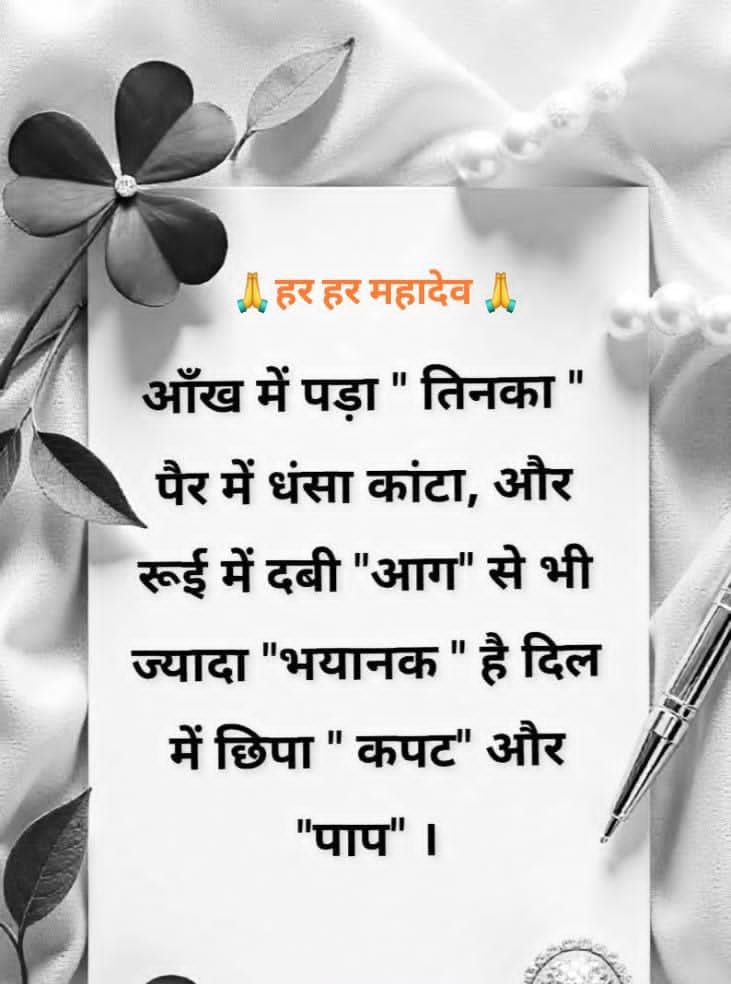 🙏हर हर महादेव 🙏
आँख में पड़ा " तिनका "
पैर में धंसा कांटा, और
रूई में दबी "आग" से भी
ज्यादा "भयानक " है दिल
में छिपा " कपट" और
"पाप" ।